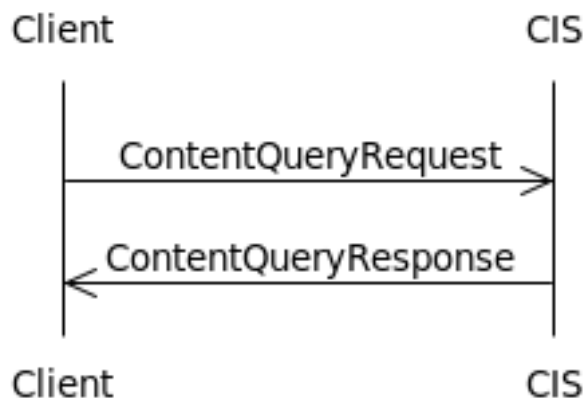 Client CIS
ContentQueryRequest
ContentQueryResponse
Client CIS